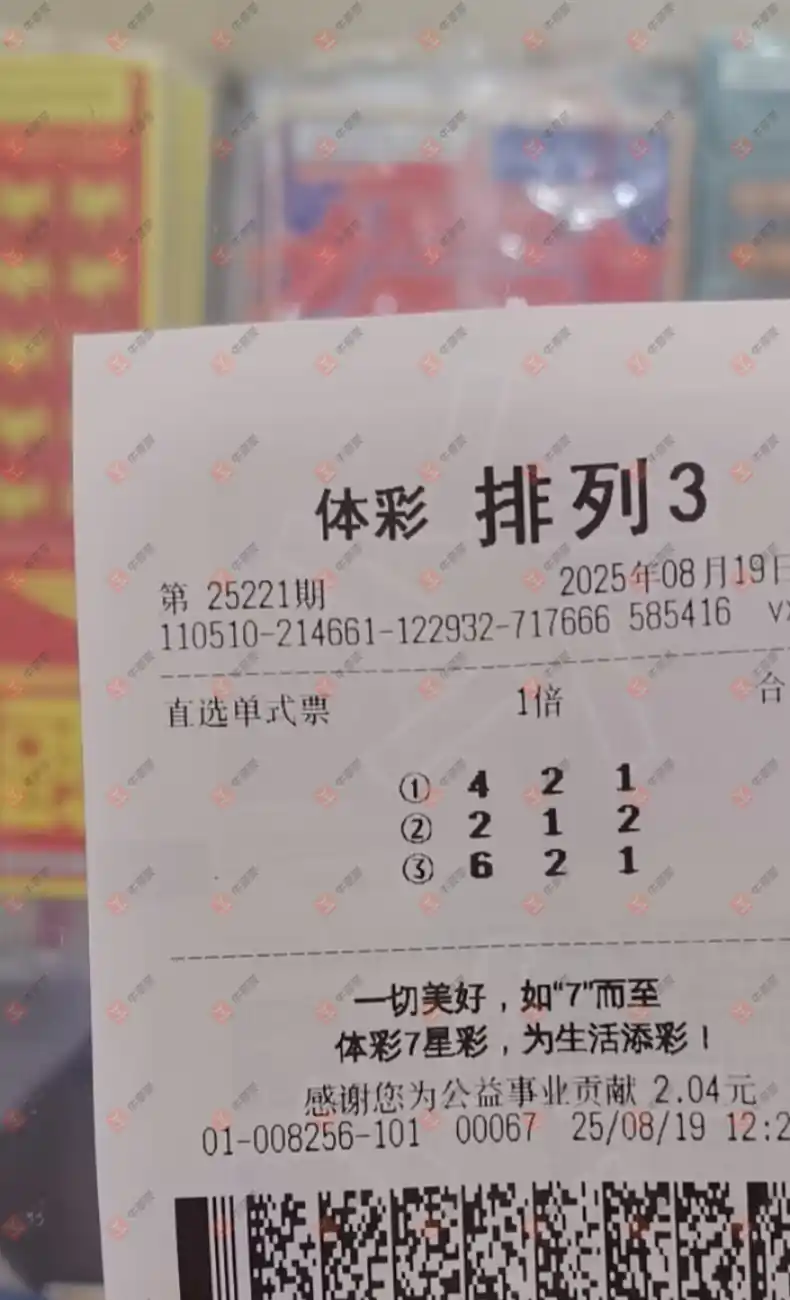 体彩 排列3
第 25221期 2025年08月19日
110510-214661-122932-717666 585416
直选单式票 1倍 合
① 4 2 1
② 2 1 2
③ 6 2 1
一切美好，如“7”而至
体彩7星彩，为生活添彩！
感谢您为公益事业贡献 2.04元
01-008256-101 00067 25/08/19 12:2